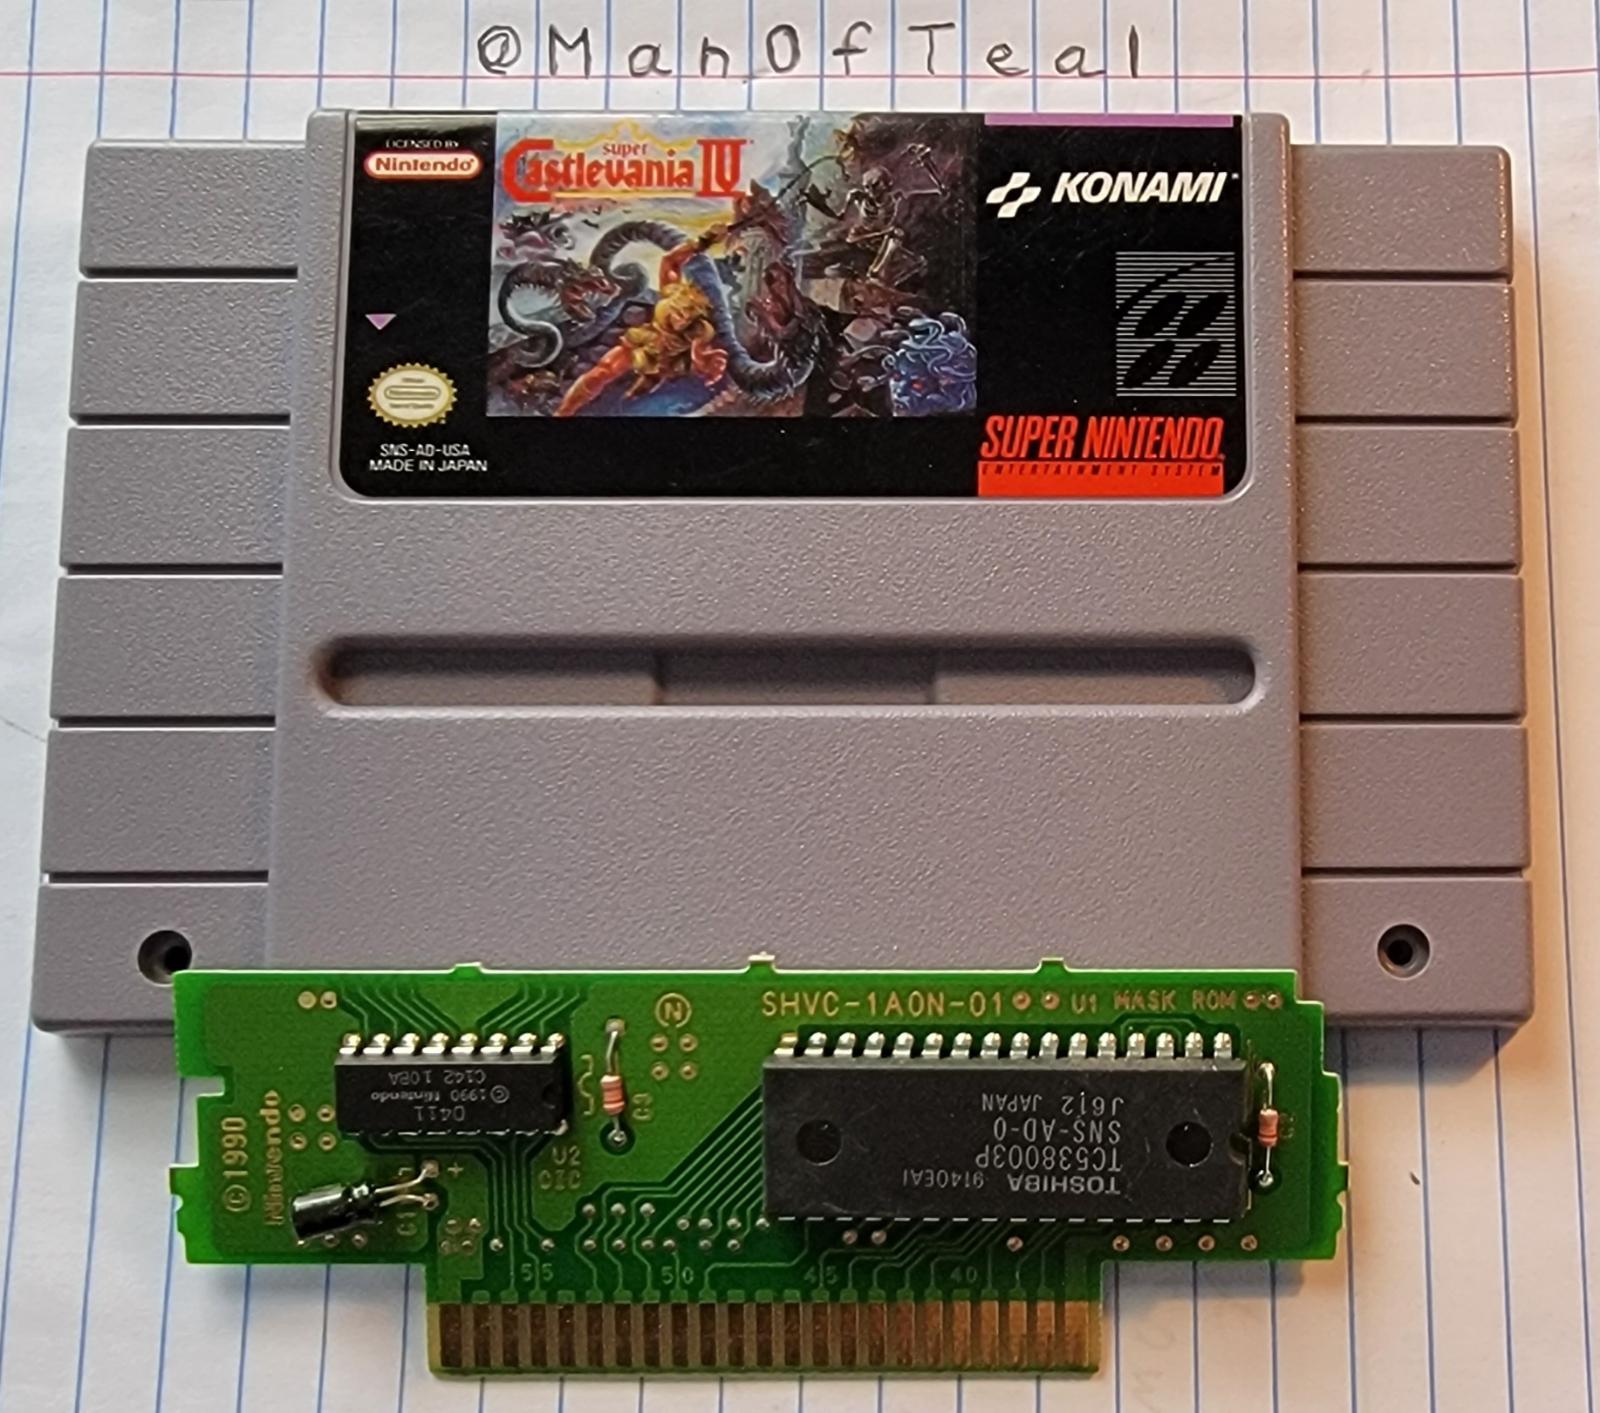 @ManOfTeal
LICENSED BY
Nintendo
super
Castlevania IV
KONAMI
SNS-AD-USA
MADE IN JAPAN
SUPER NINTENDO
ENTERTAINMENT SYSTEM
SHVC-1A0N-01
U1 MASK ROM
N
D411
©1990 Nintendo
C142 10BA
C3
TOSHIBA 9140EAI
TC538003P
SNS-AD-0
J612 JAPAN
©1990
Nintendo
U2
CIC
+
55
50
45
40